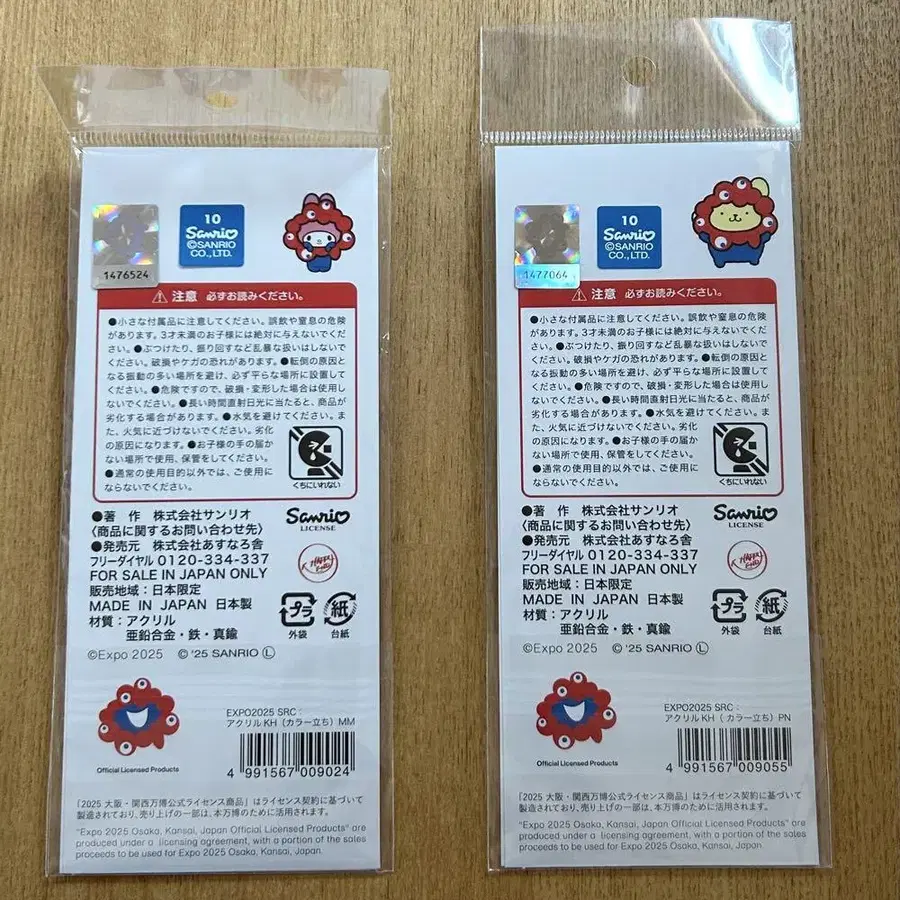 1476524
10
Sanrio
©SANRIO
CO., LTD.
注意 必ずお読みください。
●小さな付属品に注意してください。誤飲や窒息の危険
があります。3才未満のお子様には絶対に与えないでくだ
さい。●ぶつけたり、振り回すなど乱暴な扱いはしないで
ください。破損やケガの恐れがあります。●転倒の原因と
なる振動の多い場所を避け、必ず平らな場所に設置して
ください。●危険ですので、破損・変形した場合は使用し
ないでください。●長い時間直射日光に当たると、商品が
劣化する場合があります。●水気を避けてください。ま
た、火気に近づけないでください。劣化
の原因になります。●お子様の手の届か
ない場所で使用、保管をしてください。
●通常の使用目的以外では、ご使用に
ならないでください。
くちにいれない
●著 作 株式会社サンリオ
〈商品に関するお問い合わせ先〉
●発売元 株式会社あすなろ舎
フリーダイヤル 0120-334-337
FOR SALE IN JAPAN ONLY
販売地域：日本限定
MADE IN JAPAN 日本製
材質：アクリル
亜鉛合金・鉄・真鍮
Sanrio
LICENSE
プラ
外袋
紙
台紙
©Expo 2025 © '25 SANRIO Ⓛ
Official Licensed Products
EXPO2025 SRC：
アクリルKH（カラー立ち）MM
4 991567 009024
「2025 大阪・関西万博公式ライセンス商品」はライセンス契約に基づいて
製造されており、売り上げの一部は、本万博のために活用されます。
"Expo 2025 Osaka, Kansai, Japan Official Licensed Products" are
produced under a licensing agreement, with a portion of the sales
proceeds to be used for Expo 2025 Osaka, Kansai, Japan.
1477064
10
Sanrio
©SANRIO
CO., LTD.
注意 必ずお読みください。
●小さな付属品に注意してください。誤飲や窒息の危険
があります。3才未満のお子様には絶対に与えないでくだ
さい。●ぶつけたり、振り回すなど乱暴な扱いはしないで
ください。破損やケガの恐れがあります。●転倒の原因と
なる振動の多い場所を避け、必ず平らな場所に設置して
ください。●危険ですので、破損・変形した場合は使用し
ないでください。●長い時間直射日光に当たると、商品が
劣化する場合があります。●水気を避けてください。ま
た、火気に近づけないでください。劣化
の原因になります。●お子様の手の届か
ない場所で使用、保管をしてください。
●通常の使用目的以外では、ご使用に
ならないでください。
くちにいれない
●著 作 株式会社サンリオ
〈商品に関するお問い合わせ先〉
●発売元 株式会社あすなろ舎
フリーダイヤル 0120-334-337
FOR SALE IN JAPAN ONLY
販売地域：日本限定
MADE IN JAPAN 日本製
材質：アクリル
亜鉛合金・鉄・真鍮
Sanrio
LICENSE
プラ
外袋
紙
台紙
©Expo 2025 © '25 SANRIO Ⓛ
Official Licensed Products
EXPO2025 SRC：
アクリルKH（カラー立ち）PN
4 991567 009055
「2025 大阪・関西万博公式ライセンス商品」はライセンス契約に基づいて
製造されており、売り上げの一部は、本万博のために活用されます。
"Expo 2025 Osaka, Kansai, Japan Official Licensed Products" are
produced under a licensing agreement, with a portion of the sales
proceeds to be used for Expo 2025 Osaka, Kansai, Japan.